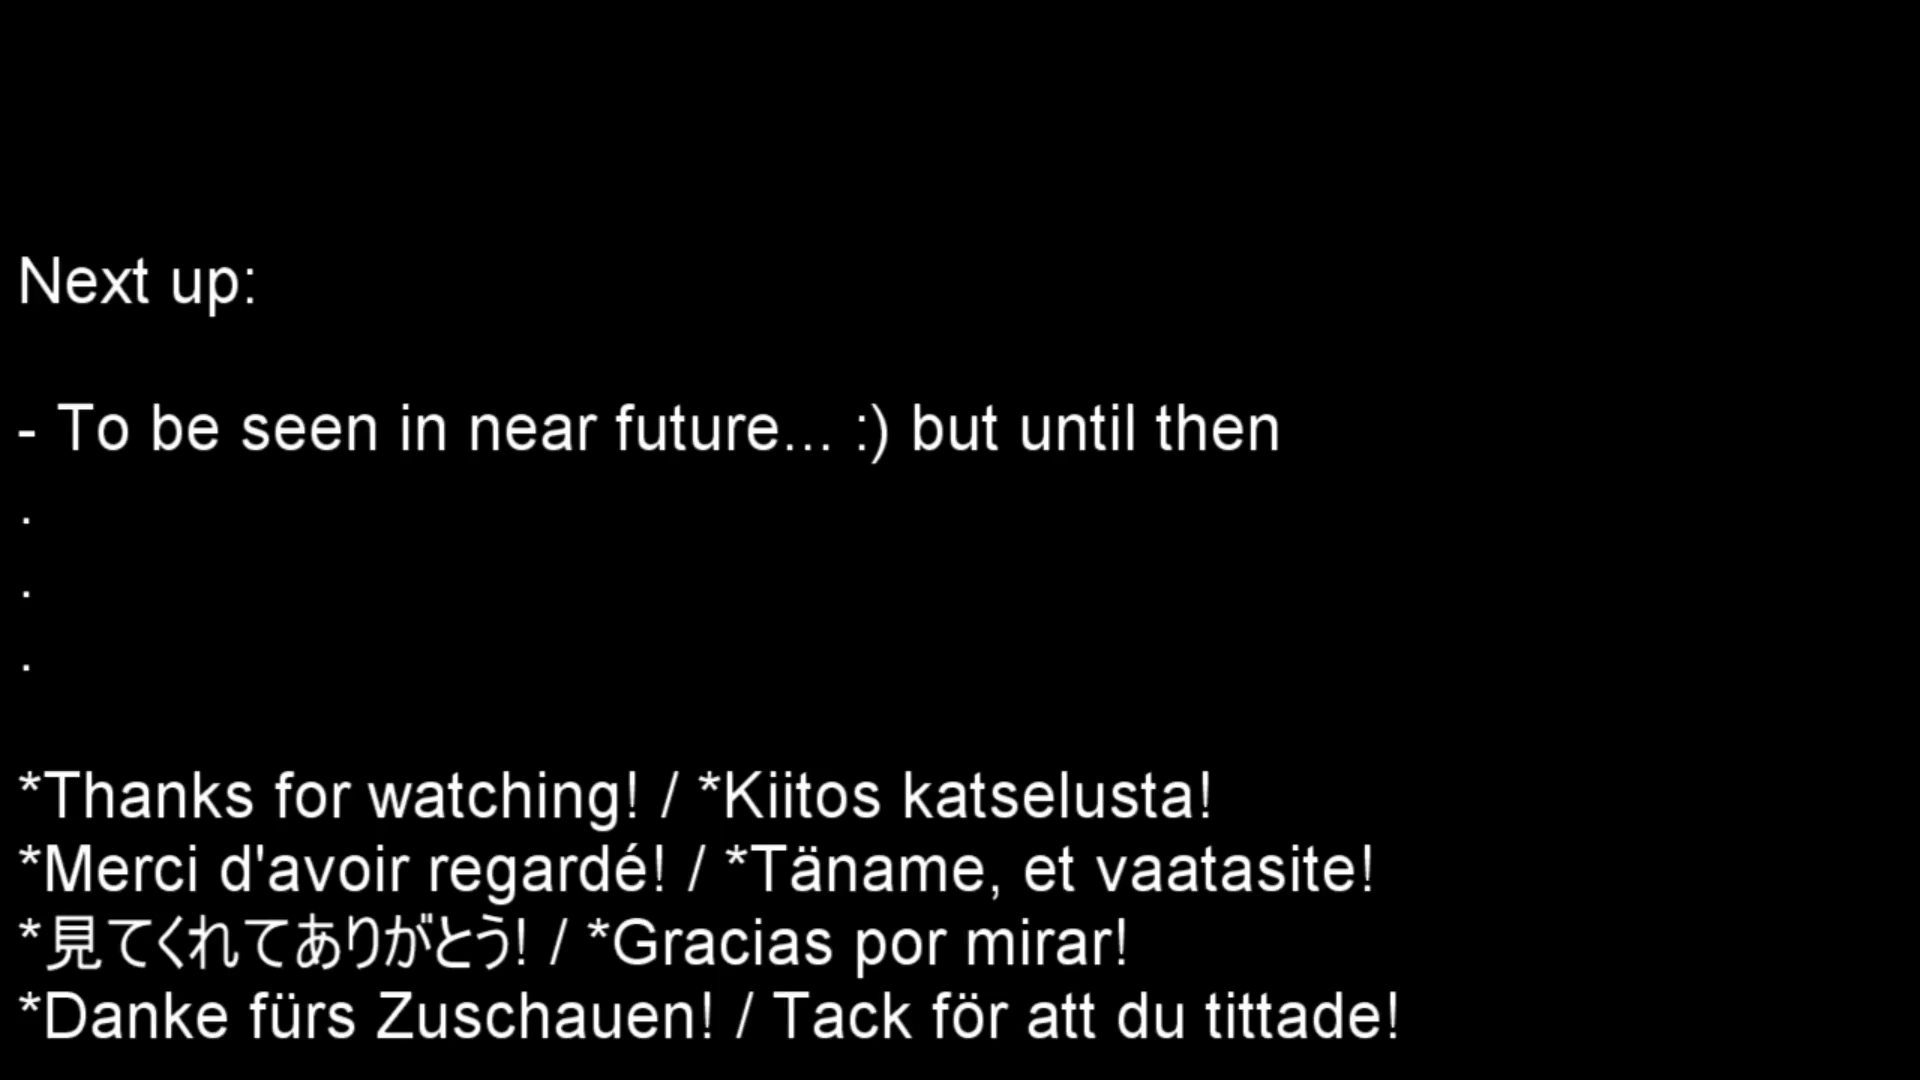 Next up:
- To be seen in near future... :) but until then
.
.
.
*Thanks for watching! / *Kiitos katselusta!
*Merci d'avoir regardé! / *Täname, et vaatasite!
*見てくれてありがとう! / *Gracias por mirar!
*Danke fürs Zuschauen! / Tack för att du tittade!